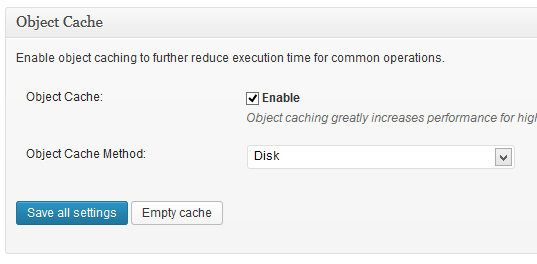 Object Cache
Enable object caching to further reduce execution time for common operations.
Object Cache: Enable
Object caching greatly increases performance for
Object Cache Method: Disk
Save all settings Empty cache